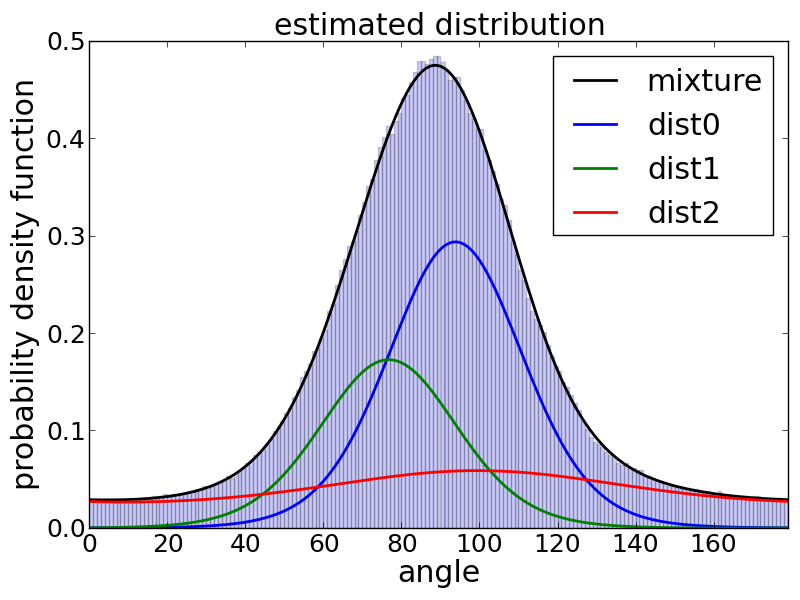 estimated distribution
probability density function
0.5
0.4
0.3
0.2
0.1
0.0
mixture
dist0
dist1
dist2
0 20 40 60 80 100 120 140 160
angle